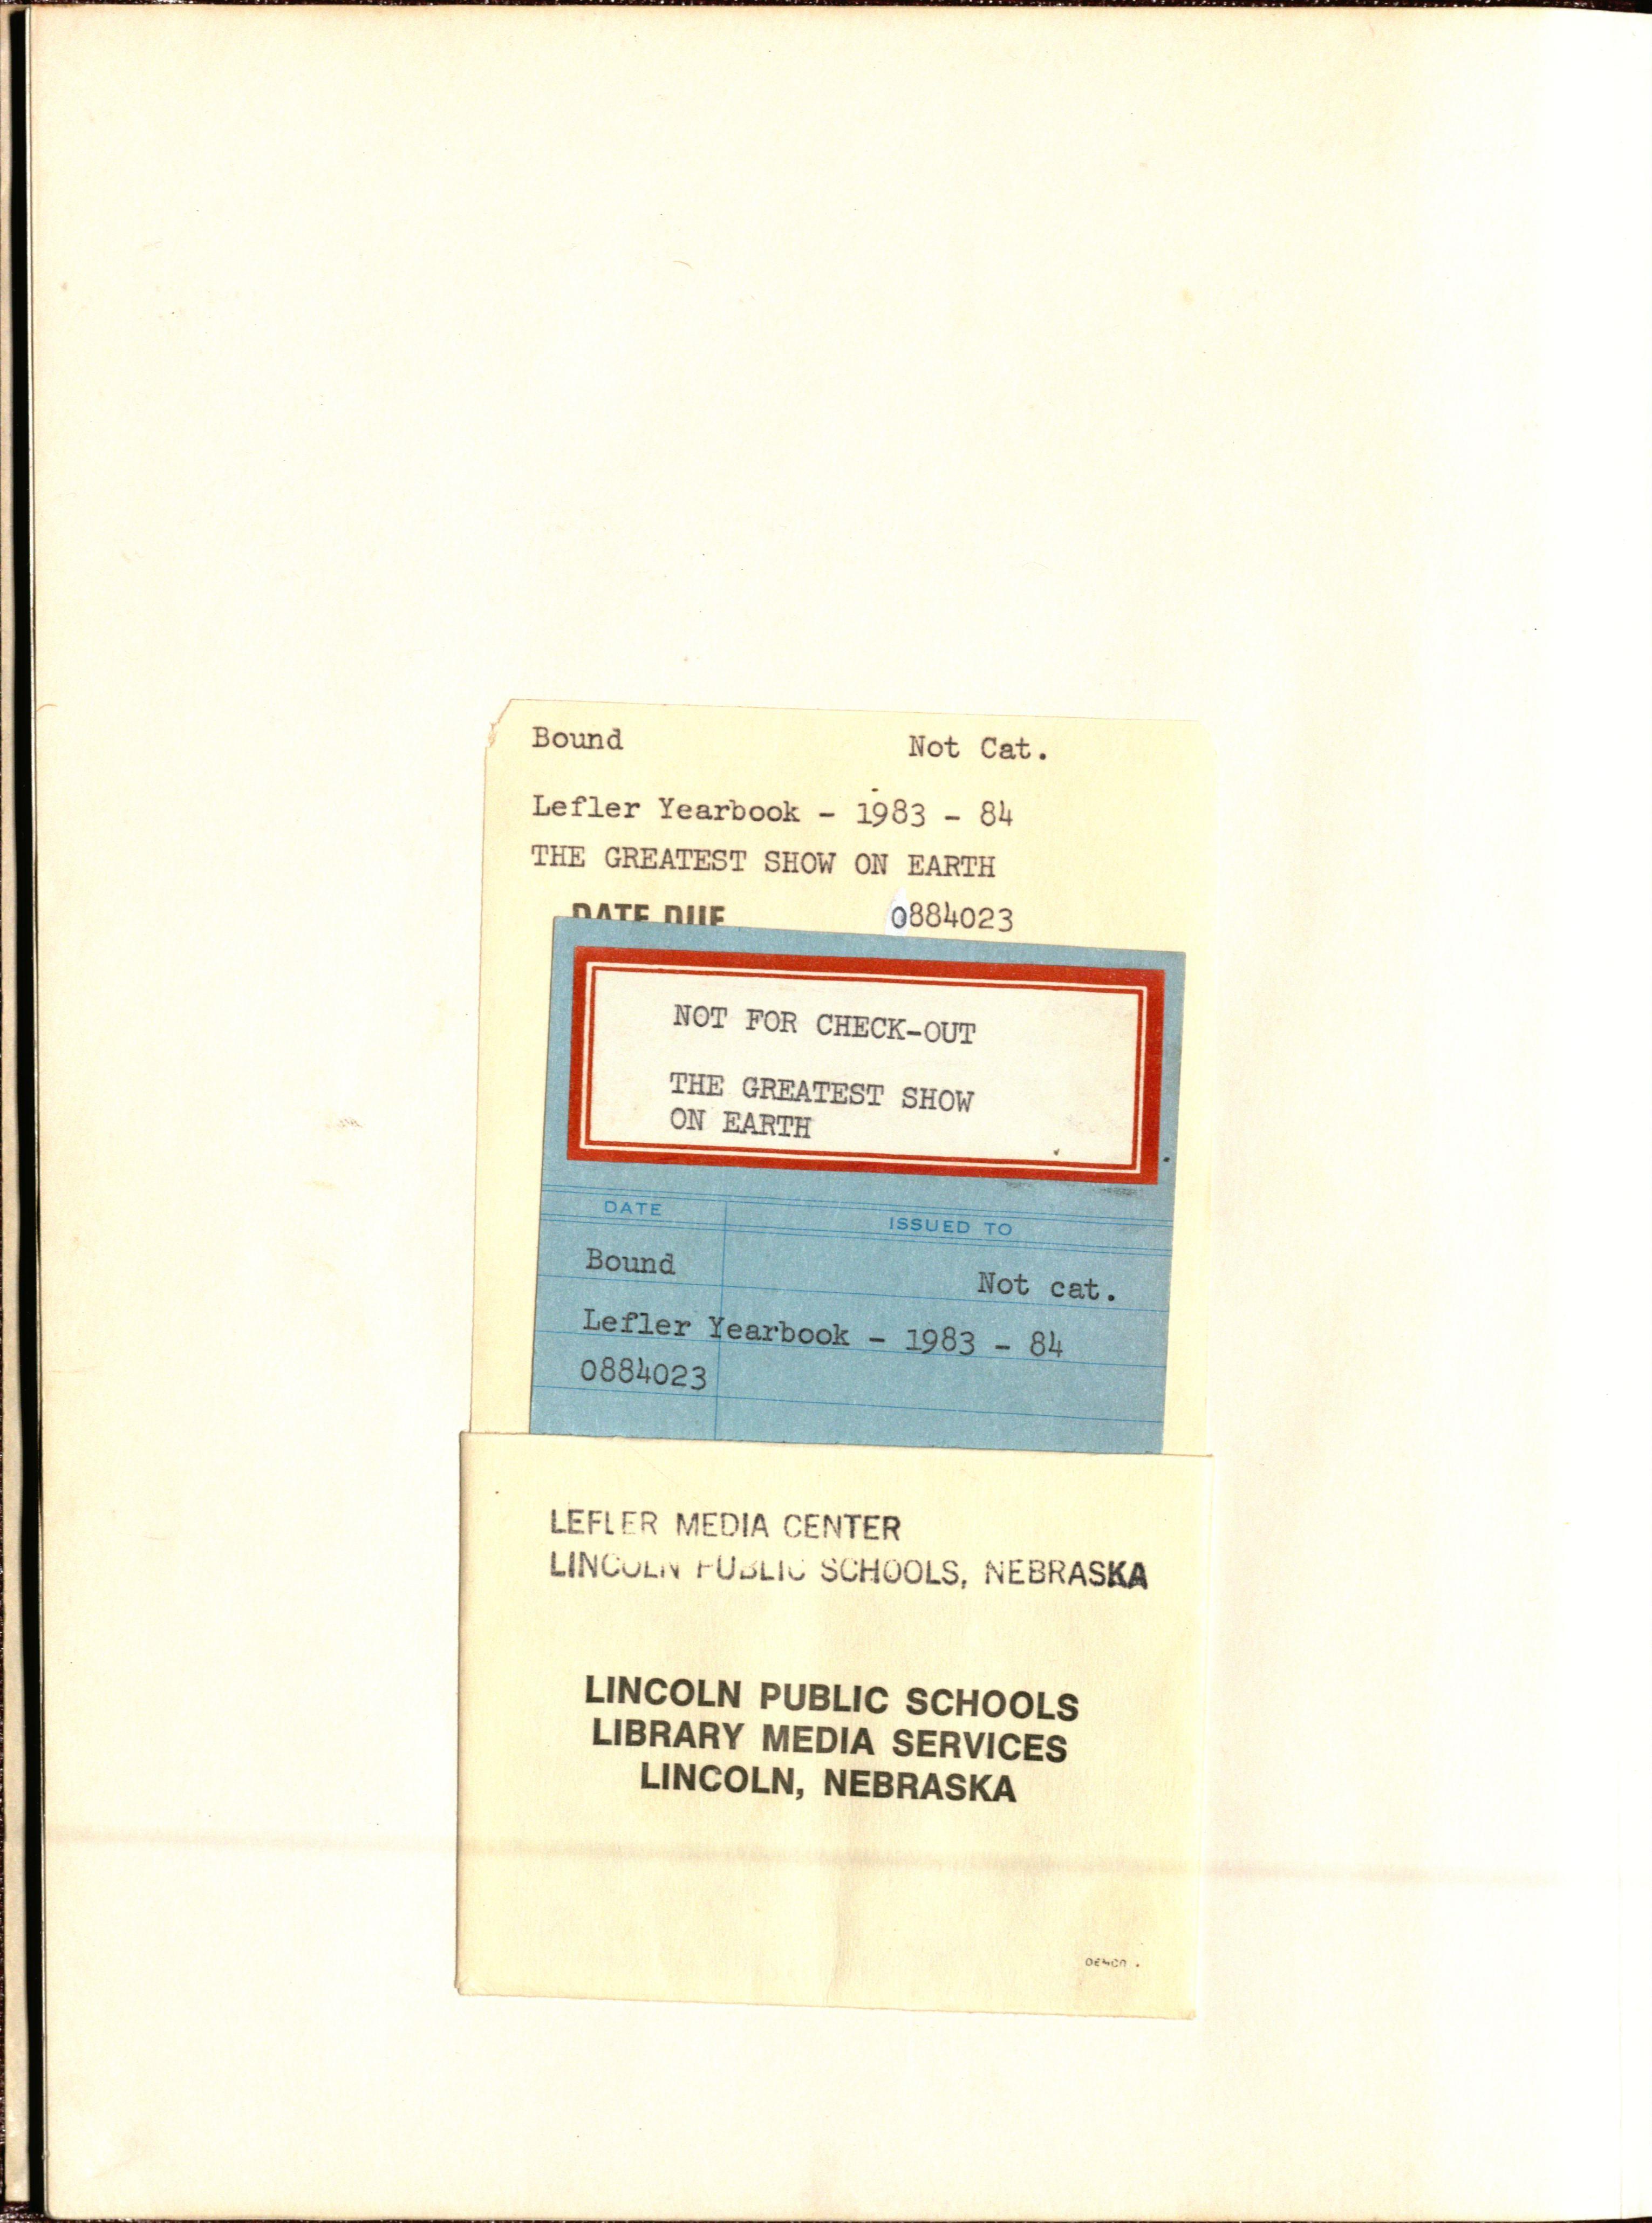 Bound Not Cat.
Lefler Yearbook - 1983 - 84
THE GREATEST SHOW ON EARTH
DATE DUE 0884023
NOT FOR CHECK-OUT
THE GREATEST SHOW
ON EARTH
DATE ISSUED TO
Bound Not cat.
Lefler Yearbook - 1983 - 84
0884023
LEFLER MEDIA CENTER
LINCOLN PUBLIC SCHOOLS, NEBRASKA
LINCOLN PUBLIC SCHOOLS
LIBRARY MEDIA SERVICES
LINCOLN, NEBRASKA
DEMCO